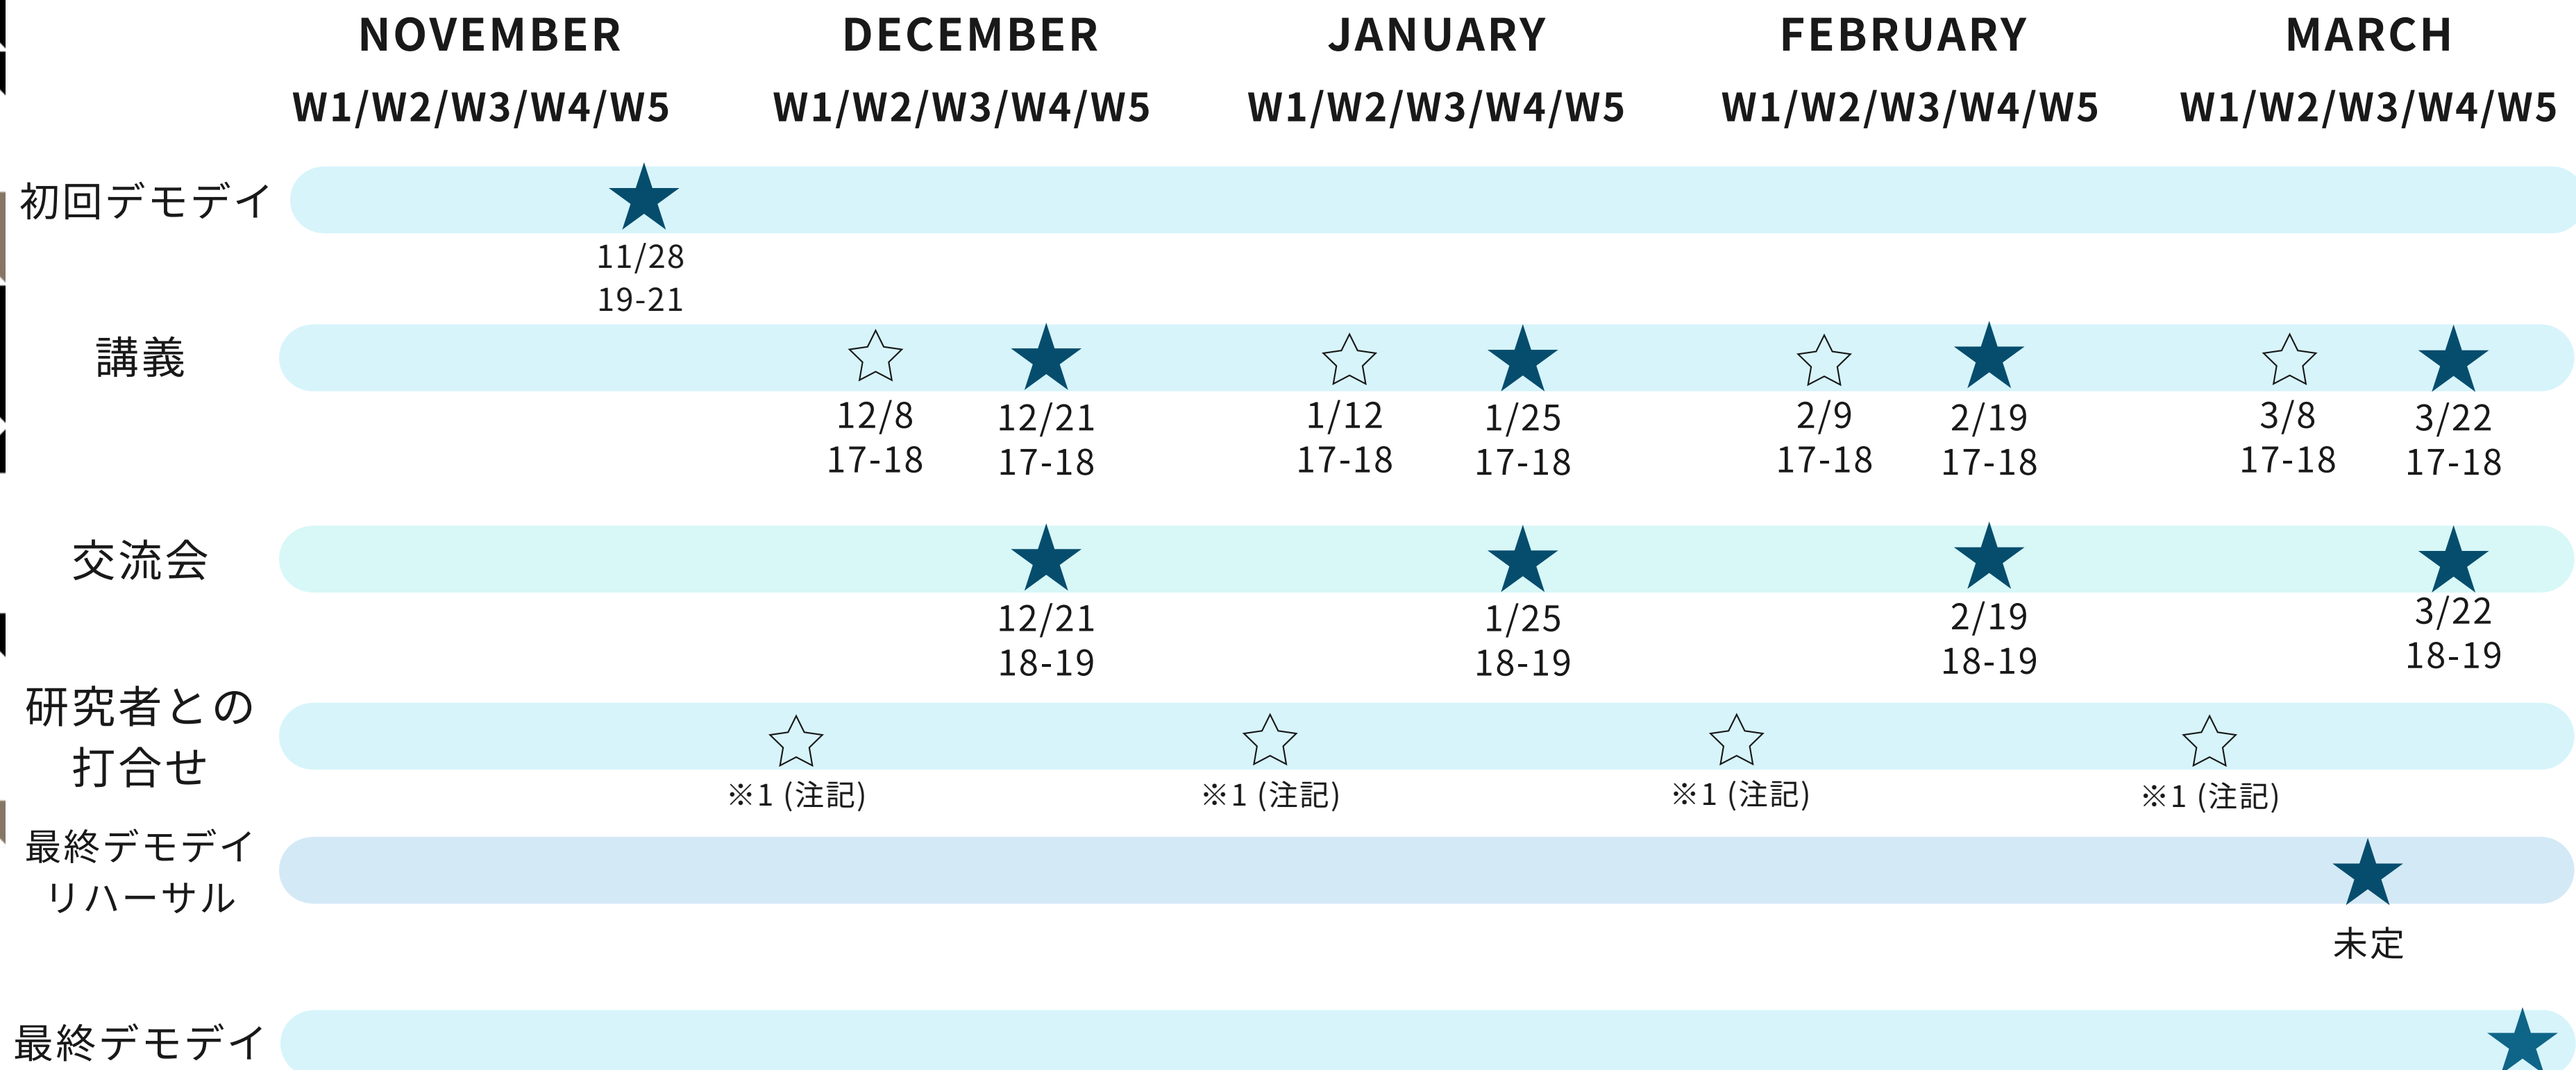 NOVEMBER DECEMBER JANUARY FEBRUARY MARCH
W1/W2/W3/W4/W5 W1/W2/W3/W4/W5 W1/W2/W3/W4/W5 W1/W2/W3/W4/W5 W1/W2/W3/W4/W5
初回デモデイ
11/28
19-21
講義
12/8 12/21 1/12 1/25 2/9 2/19 3/8 3/22
17-18 17-18 17-18 17-18 17-18 17-18 17-18 17-18
交流会
12/21 1/25 2/19 3/22
18-19 18-19 18-19 18-19
研究者との
打合せ
※1 (注記) ※1 (注記) ※1 (注記) ※1 (注記)
最終デモデイ
リハーサル
未定
最終デモデイ